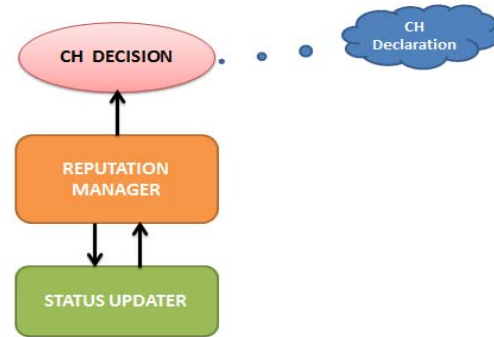 CH DECISION
CH
Declaration
REPUTATION
MANAGER
STATUS UPDATER